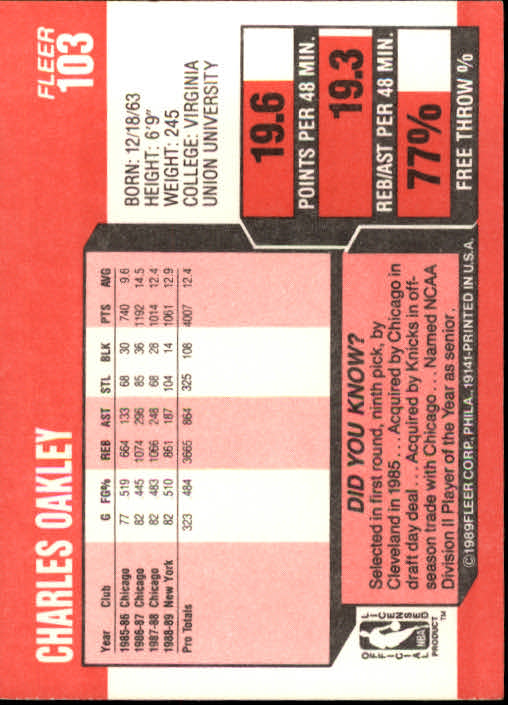 CHARLES OAKLEY
FLEER
103
BORN: 12/18/63
HEIGHT: 6'9"
WEIGHT: 245
COLLEGE: VIRGINIA
UNION UNIVERSITY
Year Club G FG% REB AST STL BLK PTS AVG
1985-86 Chicago 77 519 664 133 68 30 740 9.6
1986-87 Chicago 82 445 1074 296 85 36 1192 14.5
1987-88 Chicago 82 483 1066 248 68 28 1014 12.4
1988-89 New York 82 510 861 187 104 14 1061 12.9
Pro Totals 323 484 3665 864 325 108 4007 12.4
19.6
POINTS PER 48 MIN.
19.3
REB/AST PER 48 MIN.
77%
FREE THROW %
DID YOU KNOW?
Selected in first round, ninth pick, by
Cleveland in 1985 . . . Acquired by Chicago in
draft day deal . . . Acquired by Knicks in off-
season trade with Chicago . . . Named NCAA
Division II Player of the Year as senior.
OFFICIAL LICENSED
NBA
PRODUCT™
©1989 FLEER CORP., PHILA., 19141-PRINTED IN U.S.A.